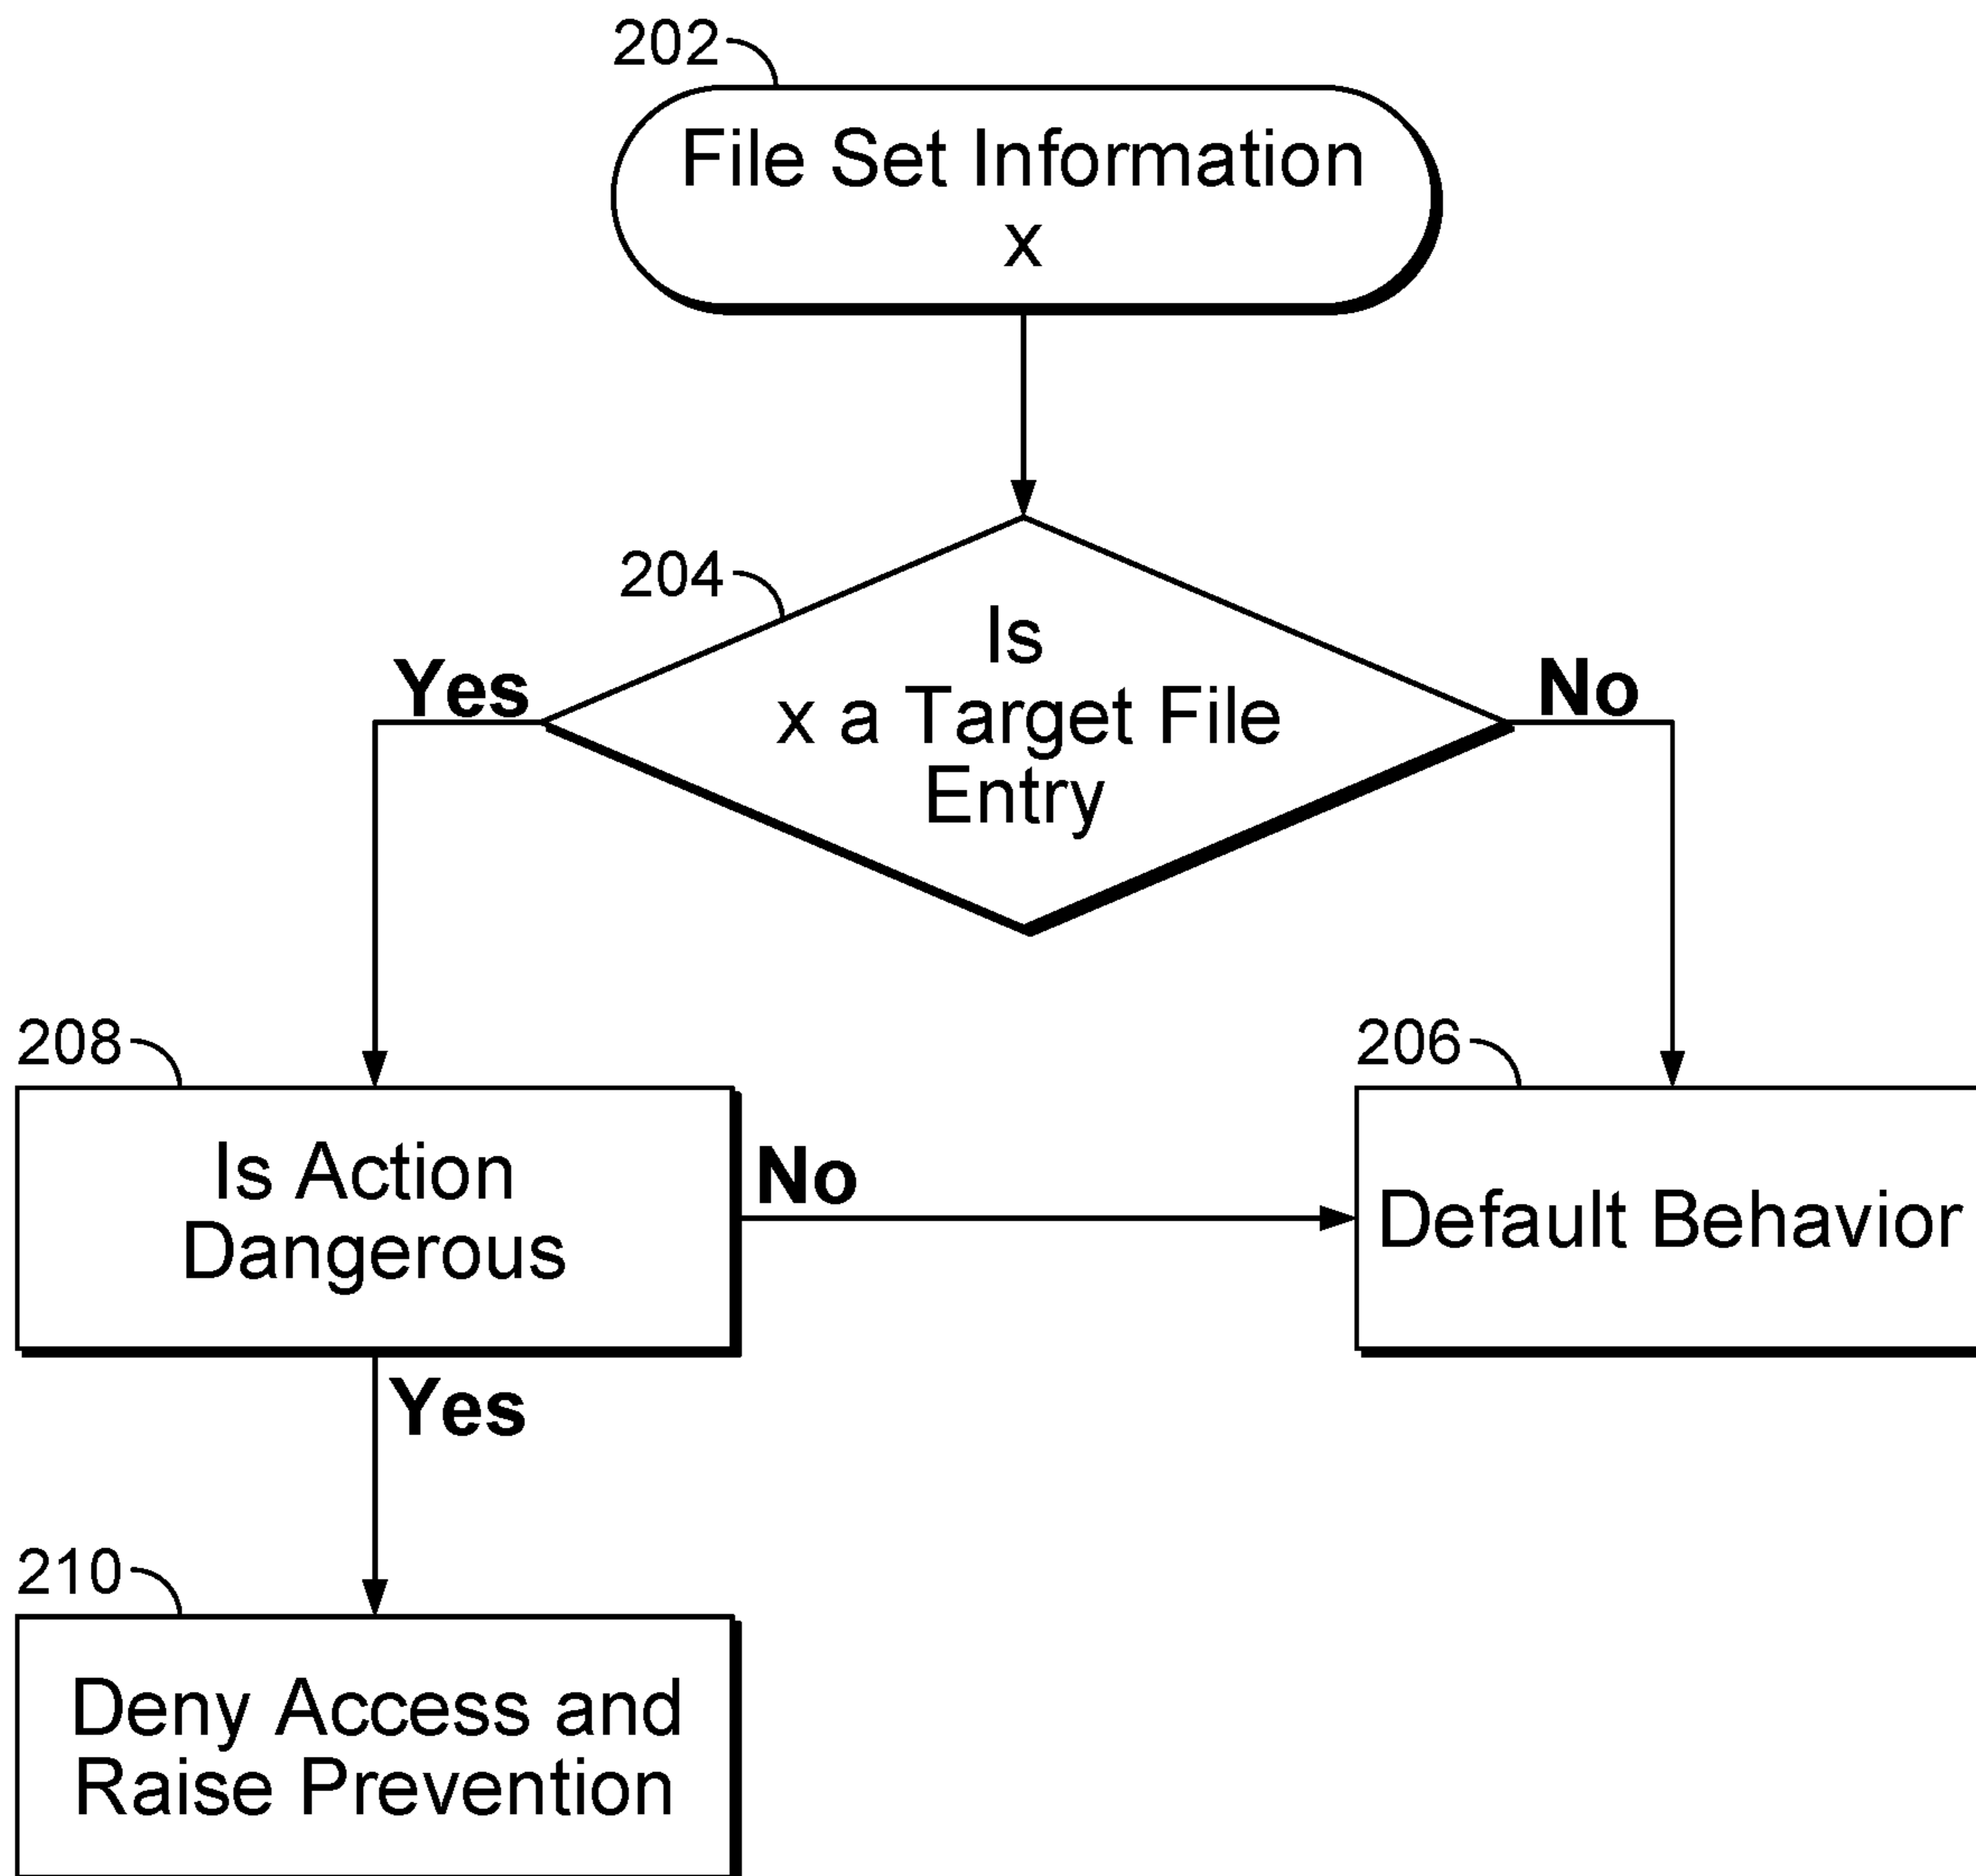 202
File Set Information
x
204
Is
x a Target File
Entry
Yes
No
208
Is Action
Dangerous
No
206
Default Behavior
Yes
210
Deny Access and
Raise Prevention